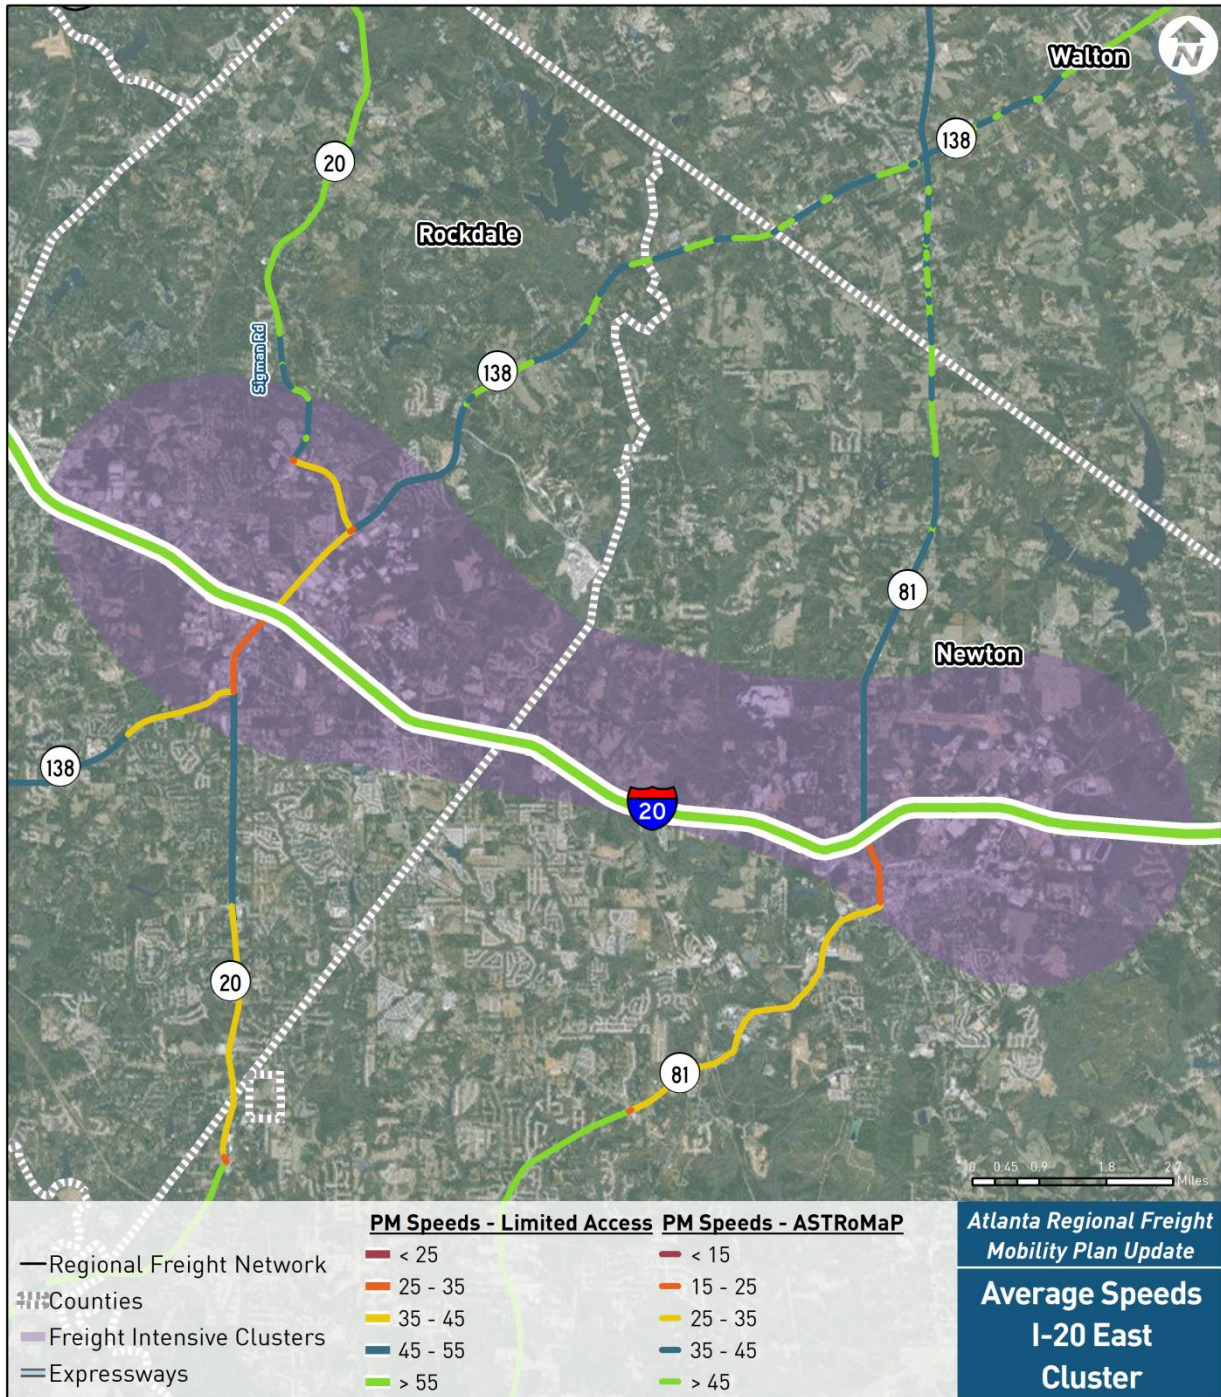 N
Walton
138
20
Rockdale
Sigman Rd
138
81
Newton
138
20
20
81
0 0.45 0.9 1.8 2.7
Miles
Regional Freight Network
Counties
Freight Intensive Clusters
Expressways
PM Speeds - Limited Access
< 25
25 - 35
35 - 45
45 - 55
> 55
PM Speeds - ASTRoMaP
< 15
15 - 25
25 - 35
35 - 45
> 45
Atlanta Regional Freight
Mobility Plan Update
Average Speeds
I-20 East
Cluster